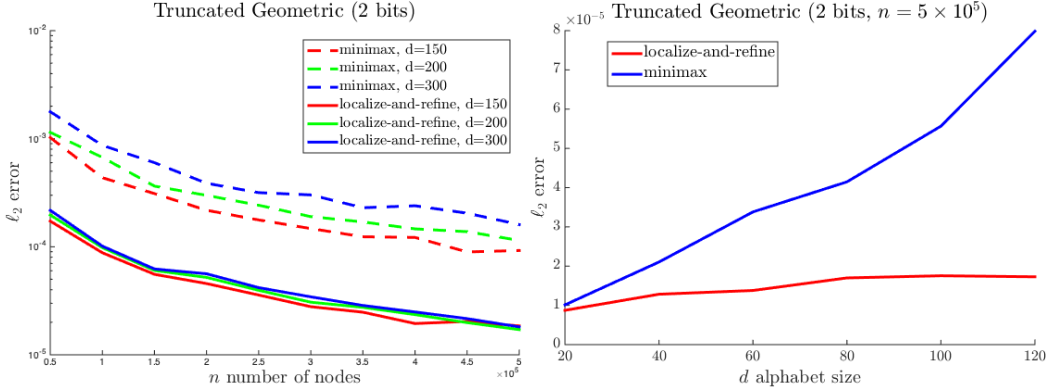 Truncated Geometric (2 bits)
10⁻²
10⁻³
10⁻⁴
10⁻⁵
ℓ₂ error
minimax, d=150
minimax, d=200
minimax, d=300
localize-and-refine, d=150
localize-and-refine, d=200
localize-and-refine, d=300
0.5 1 1.5 2 2.5 3 3.5 4 4.5 5
×10⁵
n number of nodes
Truncated Geometric (2 bits, n = 5 × 10⁵)
×10⁻⁵
8
7
6
5
4
3
2
1
0
ℓ₂ error
localize-and-refine
minimax
20 40 60 80 100 120
d alphabet size